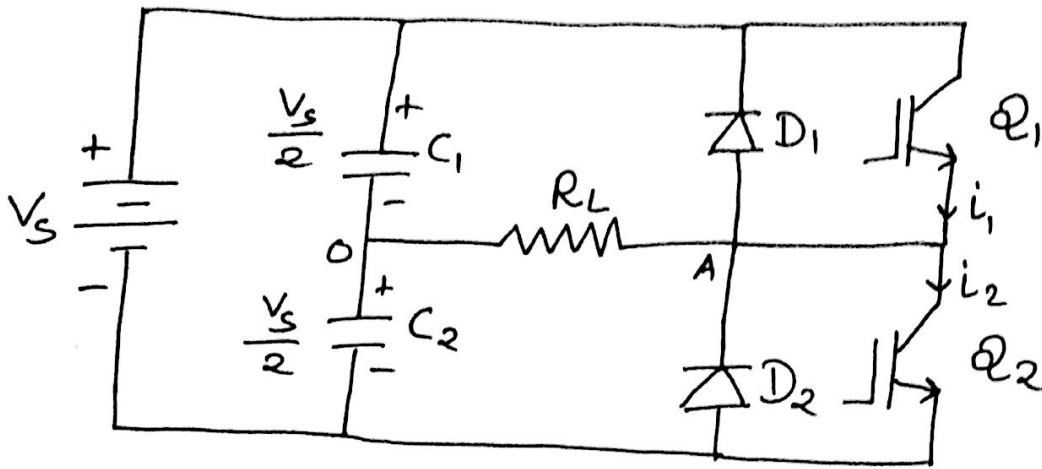 +
Vs
-
Vs/2
+
C1
-
D1
Q1
i1
RL
O
A
Vs/2
+
C2
-
D2
i2
Q2